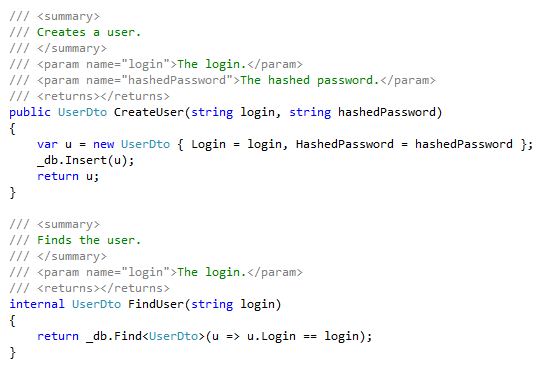 /// <summary>
/// Creates a user.
/// </summary>
/// <param name="login">The login.</param>
/// <param name="hashedPassword">The hashed password.</param>
/// <returns></returns>
public UserDto CreateUser(string login, string hashedPassword)
{
    var u = new UserDto { Login = login, HashedPassword = hashedPassword };
    _db.Insert(u);
    return u;
}

/// <summary>
/// Finds the user.
/// </summary>
/// <param name="login">The login.</param>
/// <returns></returns>
internal UserDto FindUser(string login)
{
    return _db.Find<UserDto>(u => u.Login == login);
}